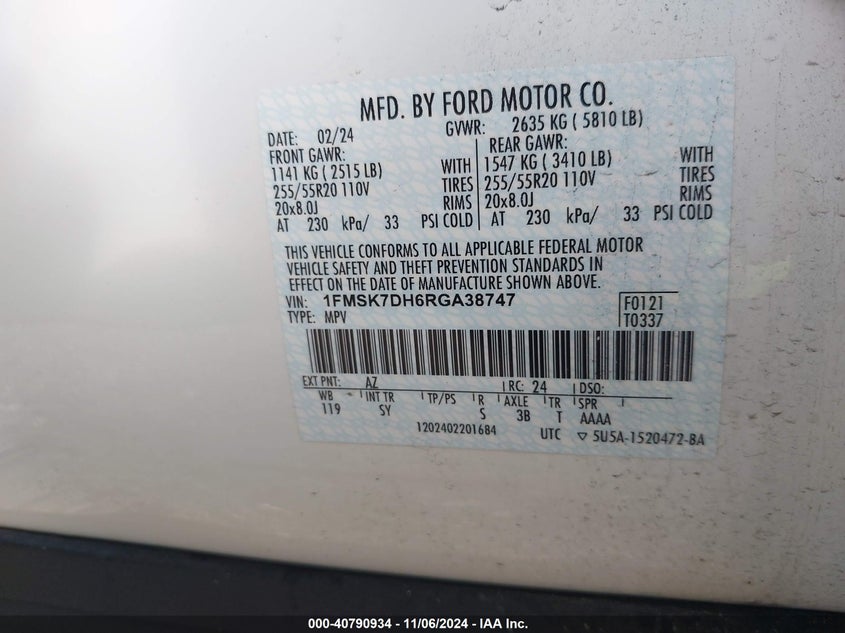 MFD. BY FORD MOTOR CO.
DATE: 02/24 GVWR: 2635 KG ( 5810 LB)
FRONT GAWR: REAR GAWR:
1141 KG ( 2515 LB) WITH 1547 KG ( 3410 LB) WITH
255/55R20 110V TIRES 255/55R20 110V TIRES
20x8.0J RIMS 20x8.0J RIMS
AT 230 kPa/ 33 PSI COLD AT 230 kPa/ 33 PSI COLD
THIS VEHICLE CONFORMS TO ALL APPLICABLE FEDERAL MOTOR
VEHICLE SAFETY AND THEFT PREVENTION STANDARDS IN
EFFECT ON THE DATE OF MANUFACTURE SHOWN ABOVE.
VIN: 1FMSK7DH6RGA38747 F0121
TYPE: MPV T0337
EXT PNT: AZ RC: 24 DSO:
WB INT TR TP/PS R AXLE TR SPR
119 SY S 3B T AAAA
1202402201684 UTC ▽ 5U5A-1520472-BA
000-40790934 - 11/06/2024 - IAA Inc.